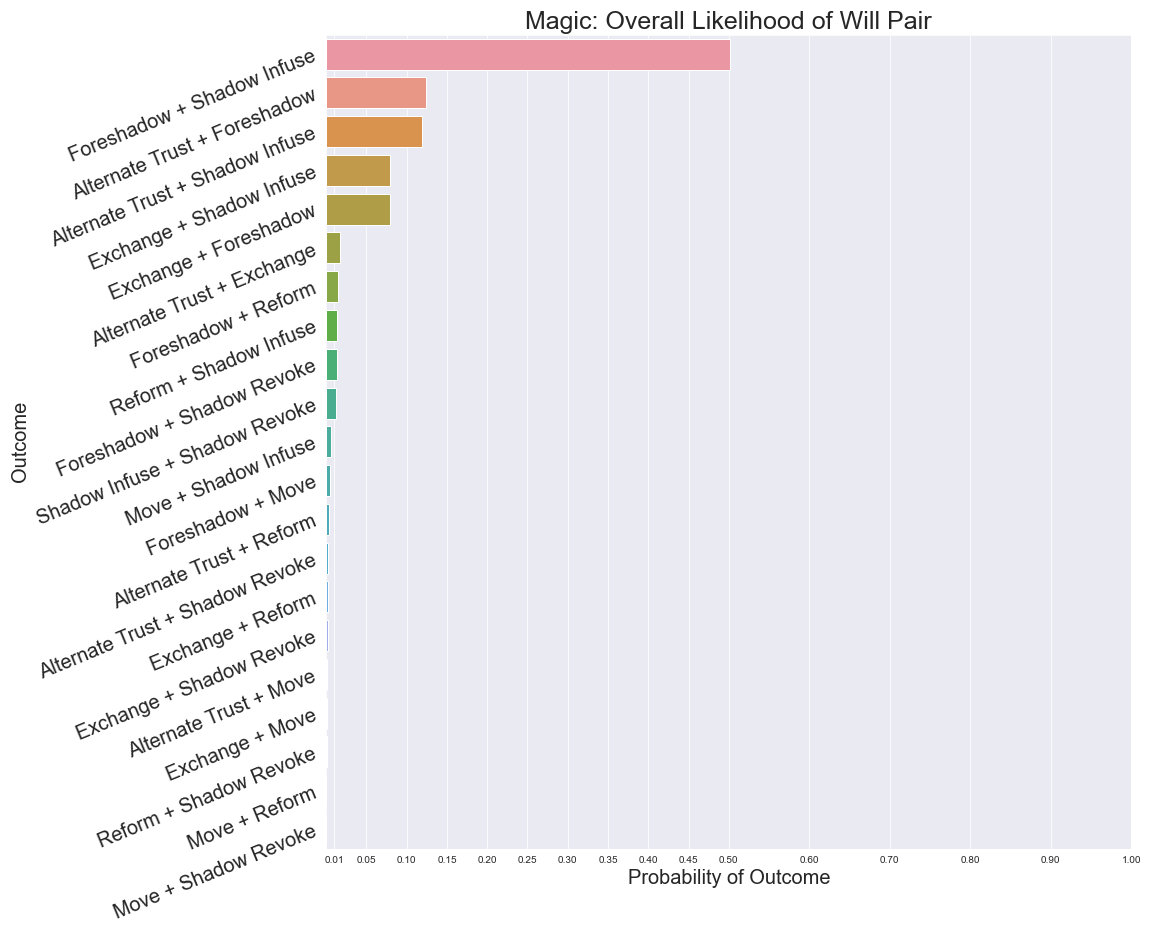 Magic: Overall Likelihood of Will Pair
Foreshadow + Shadow Infuse
Alternate Trust + Foreshadow
Alternate Trust + Shadow Infuse
Exchange + Shadow Infuse
Exchange + Foreshadow
Alternate Trust + Exchange
Foreshadow + Reform
Reform + Shadow Infuse
Foreshadow + Shadow Revoke
Shadow Infuse + Shadow Revoke
Move + Shadow Infuse
Foreshadow + Move
Alternate Trust + Reform
Alternate Trust + Shadow Revoke
Exchange + Reform
Exchange + Shadow Revoke
Alternate Trust + Move
Exchange + Move
Reform + Shadow Revoke
Move + Reform
Move + Shadow Revoke
Outcome
0.01 0.05 0.10 0.15 0.20 0.25 0.30 0.35 0.40 0.45 0.50 0.60 0.70 0.80 0.90 1.00
Probability of Outcome